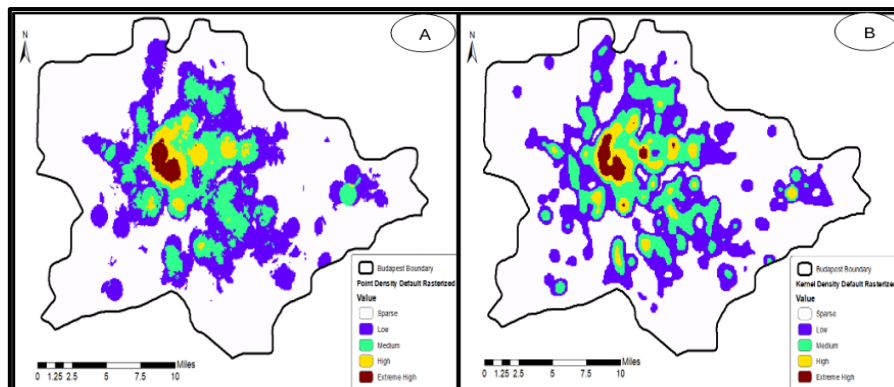 A
N
Budapest Boundary
Point Density Default Rasterized
Value
Sparse
Low
Medium
High
Extreme High
Miles
0 1.25 2.5 5 7.5 10
B
N
Budapest Boundary
Kernel Density Default Rasterized
Value
Sparse
Low
Medium
High
Extreme High
Miles
0 1.25 2.5 5 7.5 10